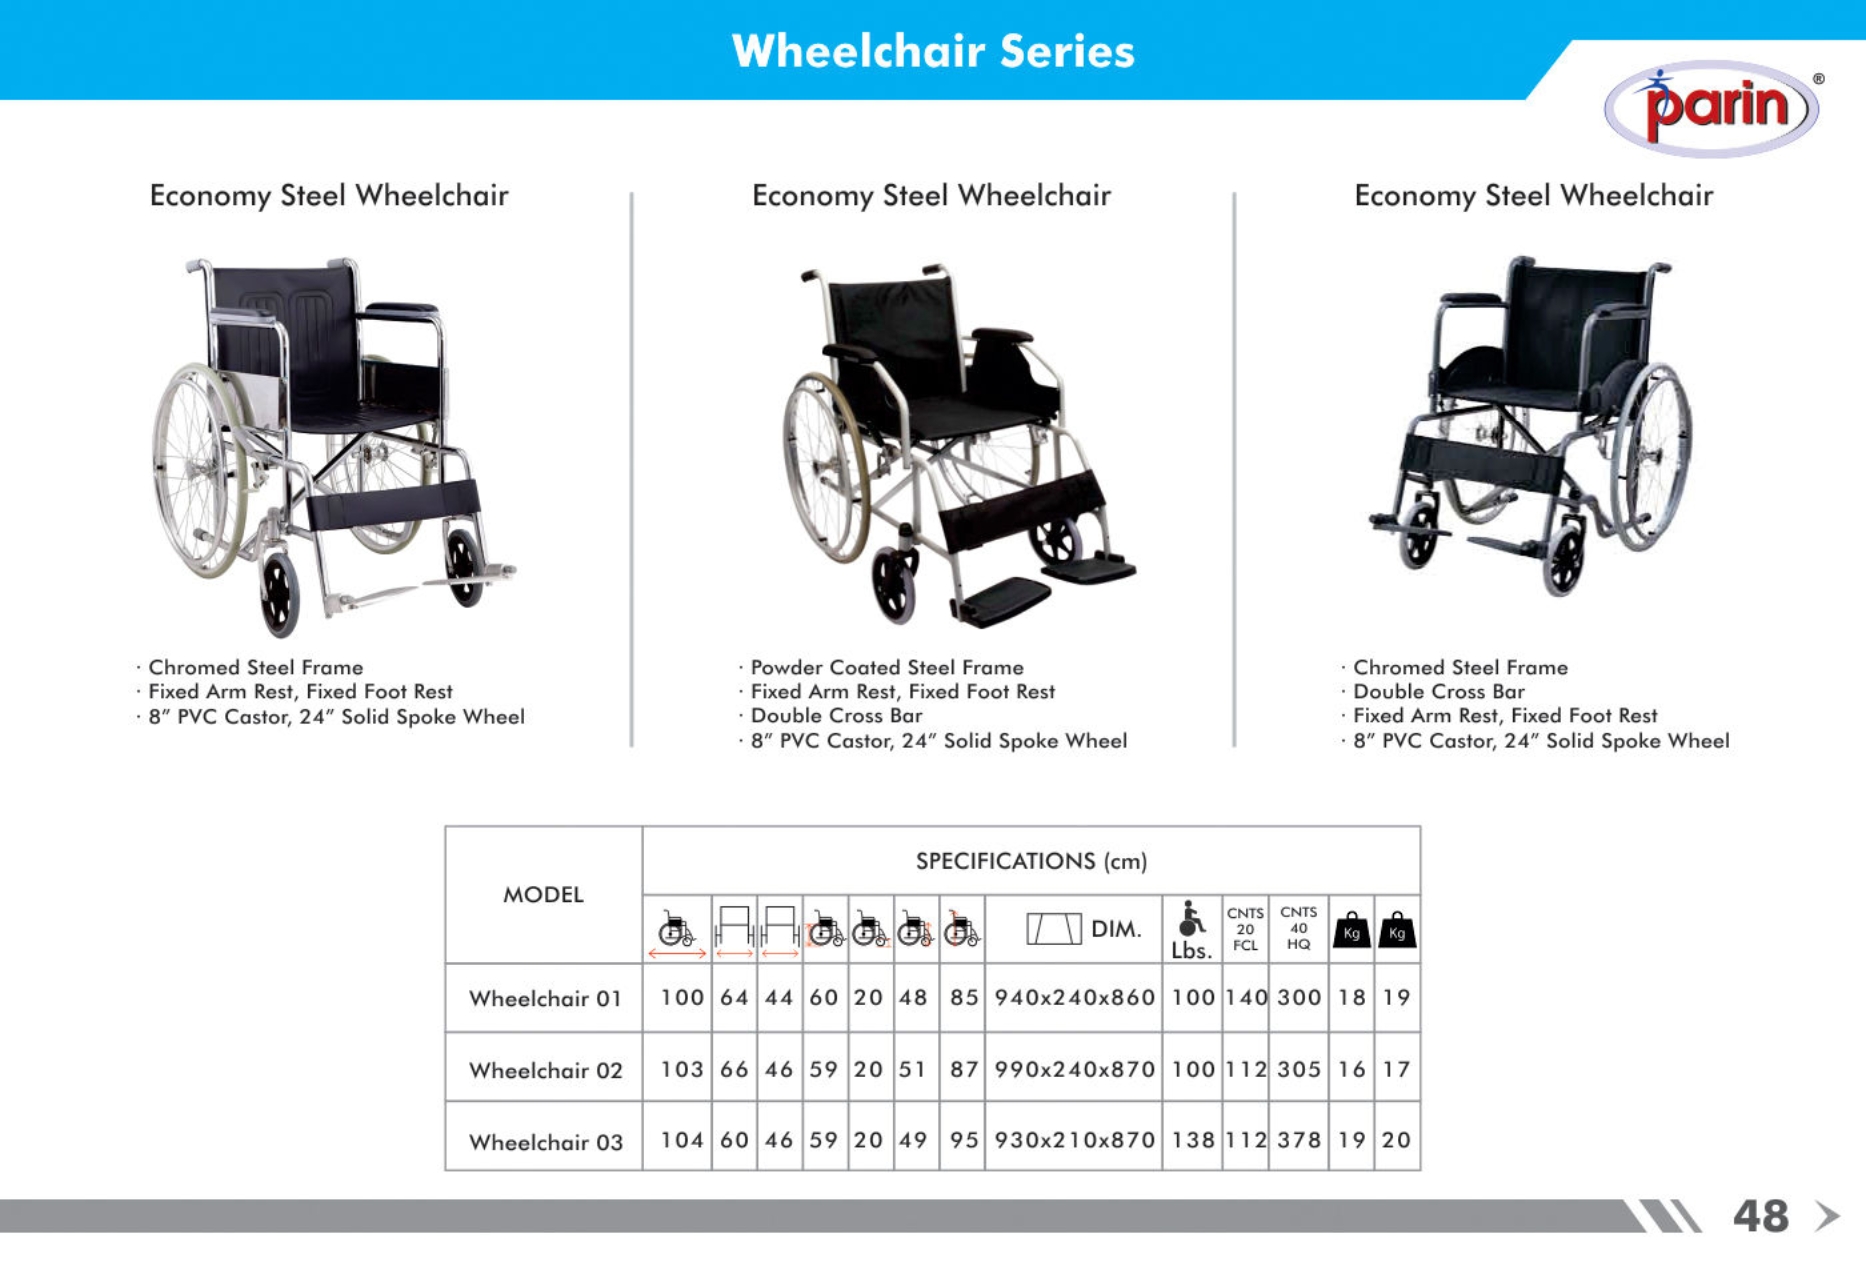 Wheelchair Series
parin ®
Economy Steel Wheelchair
· Chromed Steel Frame
· Fixed Arm Rest, Fixed Foot Rest
· 8” PVC Castor, 24” Solid Spoke Wheel
Economy Steel Wheelchair
· Powder Coated Steel Frame
· Fixed Arm Rest, Fixed Foot Rest
· Double Cross Bar
· 8” PVC Castor, 24” Solid Spoke Wheel
Economy Steel Wheelchair
· Chromed Steel Frame
· Double Cross Bar
· Fixed Arm Rest, Fixed Foot Rest
· 8” PVC Castor, 24” Solid Spoke Wheel
MODEL
SPECIFICATIONS (cm)
DIM.
Lbs.
CNTS
20
FCL
CNTS
40
HQ
Kg
Kg
Wheelchair 01 100 64 44 60 20 48 85 940x240x860 100 140 300 18 19
Wheelchair 02 103 66 46 59 20 51 87 990x240x870 100 112 305 16 17
Wheelchair 03 104 60 46 59 20 49 95 930x210x870 138 112 378 19 20
48